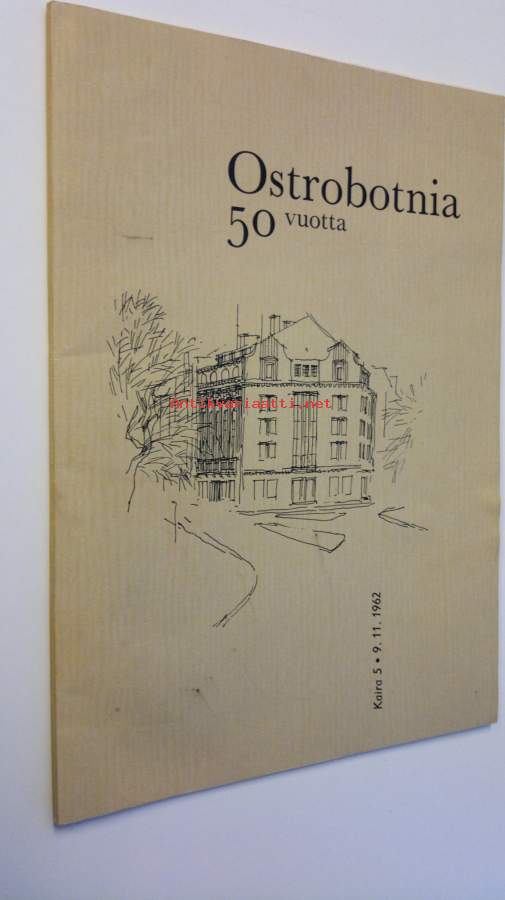 Ostrobotnia
50 vuotta
Antikvariaatti.net
Kaira 5 • 9. 11. 1962